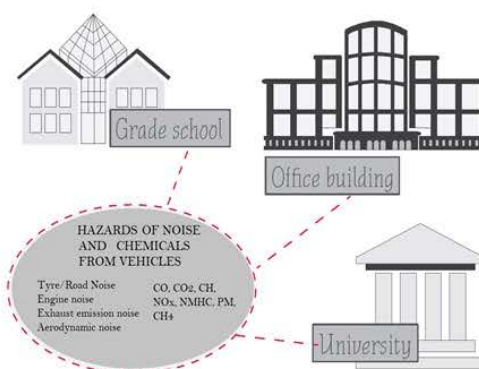 Grade school
Office building
HAZARDS OF NOISE
AND CHEMICALS
FROM VEHICLES
Tyre/Road Noise
Engine noise
Exhaust emission noise
Aerodynamic noise
CO, CO2, CH,
NOx, NMHC, PM,
CH4
University